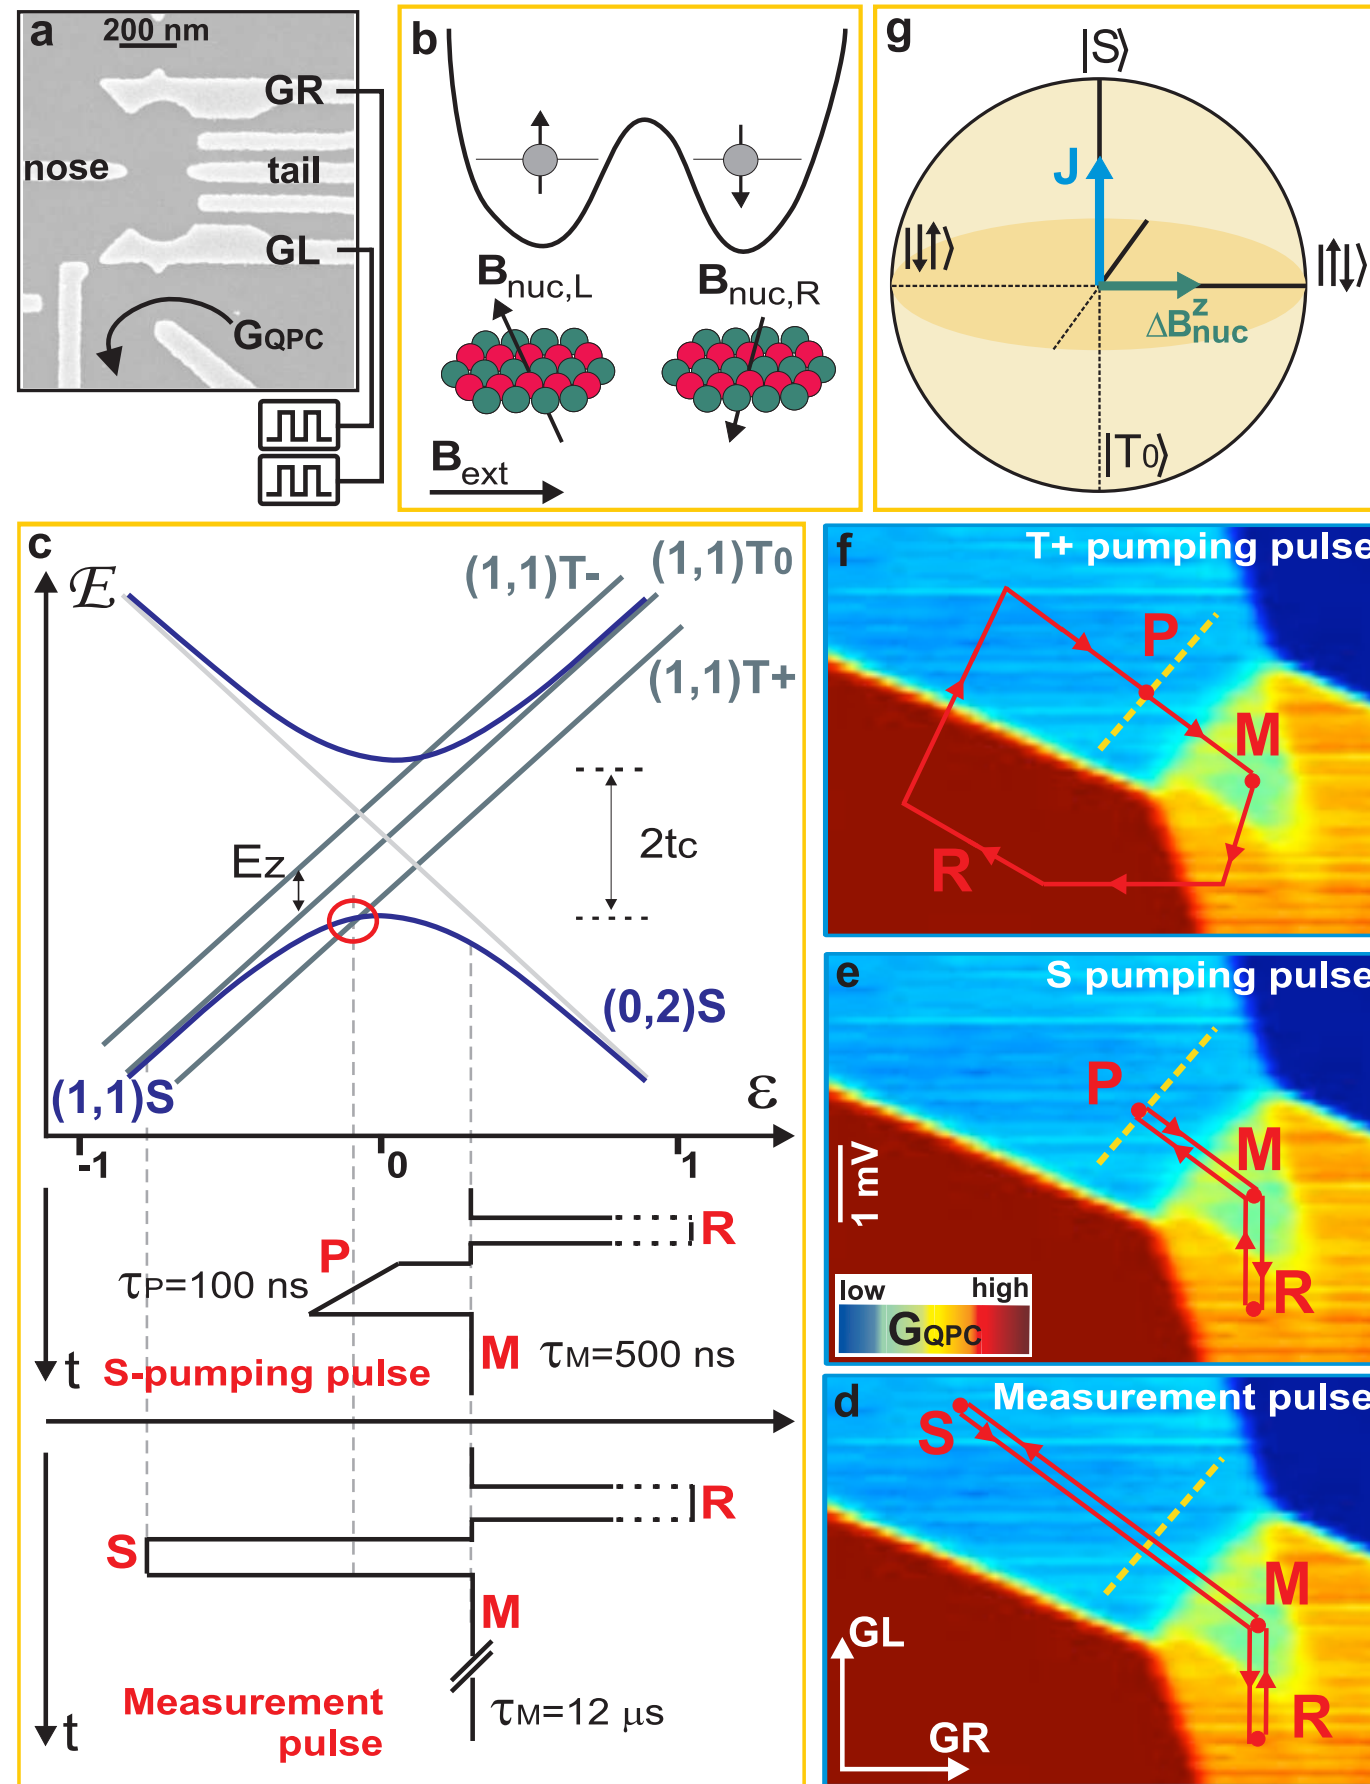 a
200 nm
GR
nose
tail
GL
GQPC
b
Bnuc,L
Bnuc,R
Bext
g
|S⟩
J
|↓↑⟩
|↑↓⟩
ΔBznuc
|T0⟩
c
ℰ
(1,1)T-
(1,1)T0
(1,1)T+
Ez
2tc
(0,2)S
(1,1)S
ε
-1
0
1
R
P
τP=100 ns
M
τM=500 ns
t
S-pumping pulse
R
S
M
Measurement
pulse
τM=12 μs
t
f
T+ pumping pulse
P
M
R
e
S pumping pulse
P
M
1 mV
R
low
high
GQPC
d
Measurement pulse
S
M
GL
R
GR